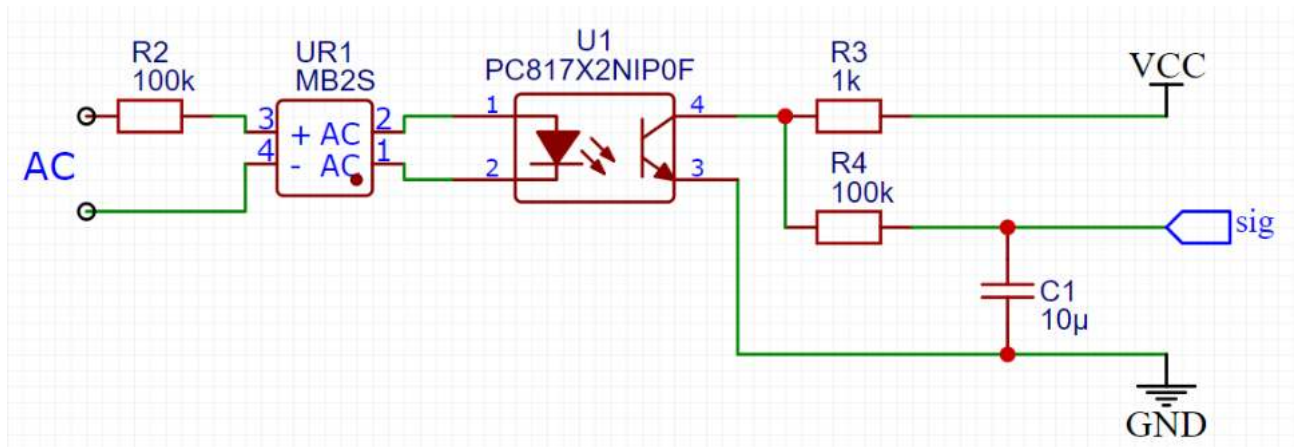 R2
100k
UR1
MB2S
U1
PC817X2NIP0F
R3
1k
VCC
AC
3
4
+ AC
- AC
2
1
1
2
4
3
R4
100k
sig
C1
10µ
GND